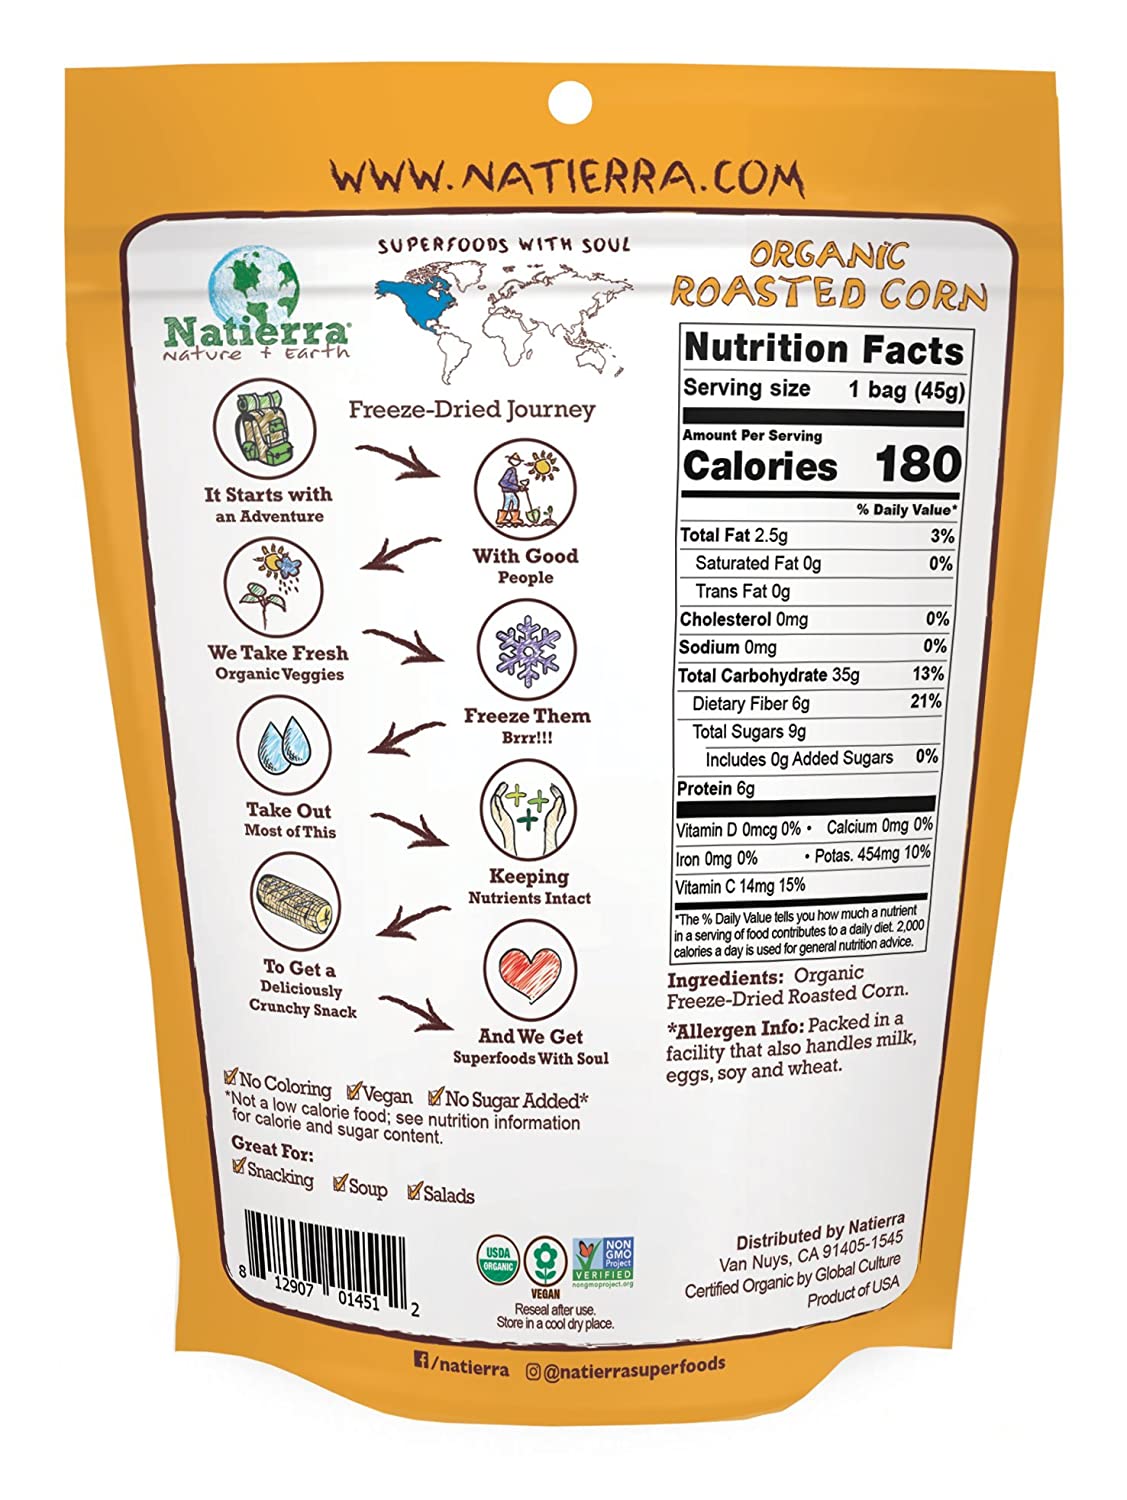 WWW.NATIERRA.COM
Natierra®
Nature + Earth
SUPERFOODS WITH SOUL
Freeze-Dried Journey
It Starts with
an Adventure
With Good
People
We Take Fresh
Organic Veggies
Freeze Them
Brrr!!!
Take Out
Most of This
Keeping
Nutrients Intact
To Get a
Deliciously
Crunchy Snack
And We Get
Superfoods With Soul
No Coloring Vegan No Sugar Added*
*Not a low calorie food; see nutrition information
for calorie and sugar content.
Great For:
Snacking Soup Salads
8 12907 01451 2
ORGANIC
ROASTED CORN
Nutrition Facts
Serving size 1 bag (45g)
Amount Per Serving
Calories 180
% Daily Value*
Total Fat 2.5g 3%
Saturated Fat 0g 0%
Trans Fat 0g
Cholesterol 0mg 0%
Sodium 0mg 0%
Total Carbohydrate 35g 13%
Dietary Fiber 6g 21%
Total Sugars 9g
Includes 0g Added Sugars 0%
Protein 6g
Vitamin D 0mcg 0% • Calcium 0mg 0%
Iron 0mg 0% • Potas. 454mg 10%
Vitamin C 14mg 15%
*The % Daily Value tells you how much a nutrient
in a serving of food contributes to a daily diet. 2,000
calories a day is used for general nutrition advice.
Ingredients: Organic
Freeze-Dried Roasted Corn.
*Allergen Info: Packed in a
facility that also handles milk,
eggs, soy and wheat.
USDA
ORGANIC
VEGAN
NON
GMO
Project
VERIFIED
nongmoproject.org
Reseal after use.
Store in a cool dry place.
Distributed by Natierra
Van Nuys, CA 91405-1545
Certified Organic by Global Culture
Product of USA
/natierra @natierrasuperfoods